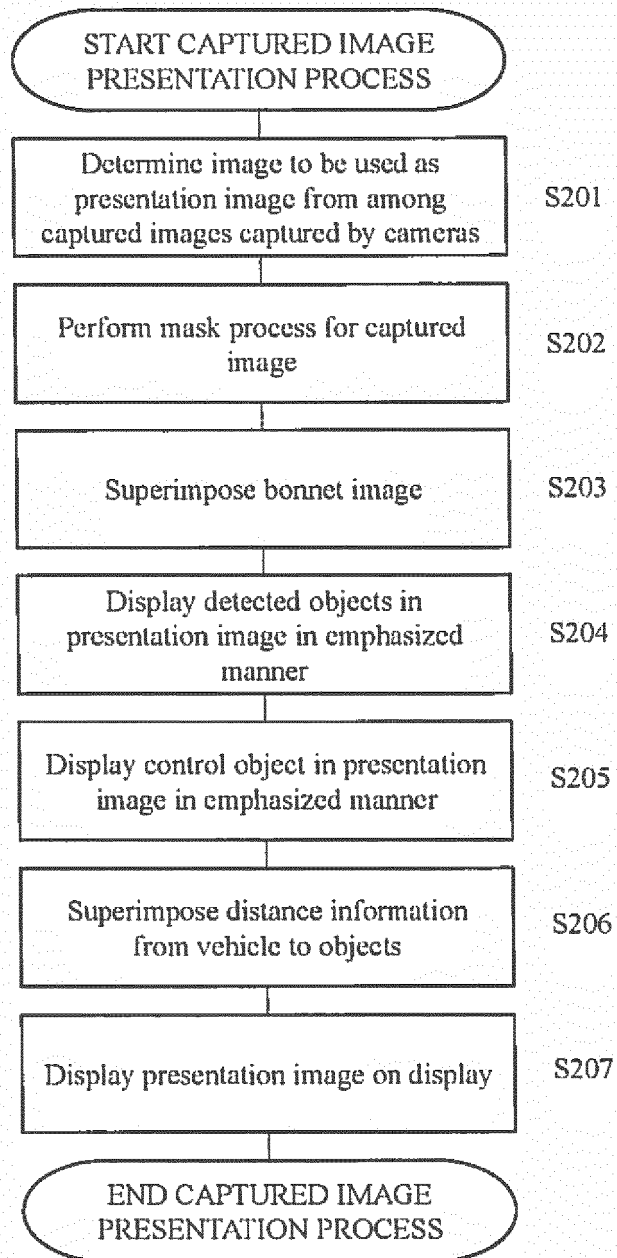 START CAPTURED IMAGE
PRESENTATION PROCESS
Determine image to be used as
presentation image from among
captured images captured by cameras
S201
Perform mask process for captured
image
S202
Superimpose bonnet image
S203
Display detected objects in
presentation image in emphasized
manner
S204
Display control object in presentation
image in emphasized manner
S205
Superimpose distance information
from vehicle to objects
S206
Display presentation image on display
S207
END CAPTURED IMAGE
PRESENTATION PROCESS